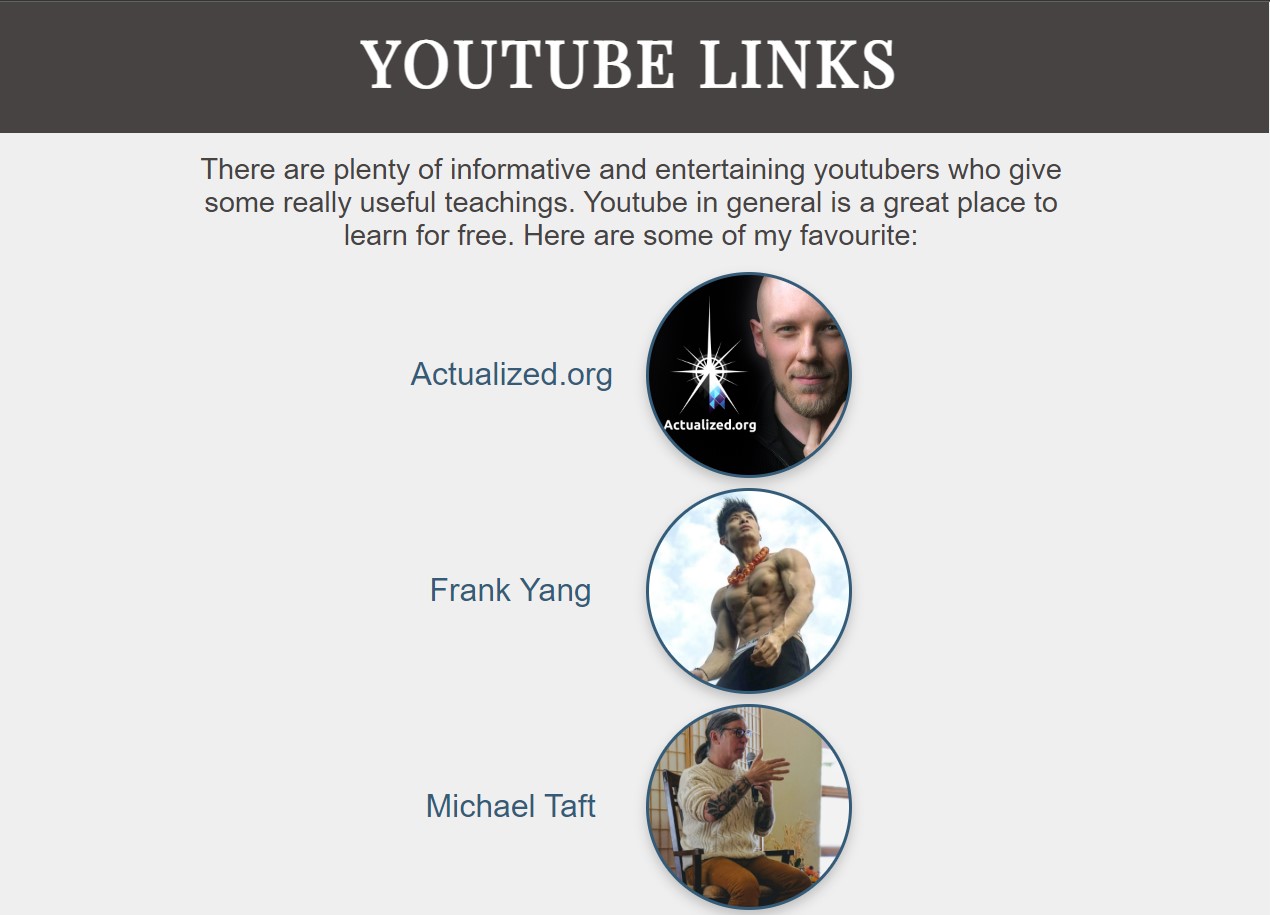 YOUTUBE LINKS
There are plenty of informative and entertaining youtubers who give
some really useful teachings. Youtube in general is a great place to
learn for free. Here are some of my favourite:
Actualized.org
Actualized.org
Frank Yang
Michael Taft